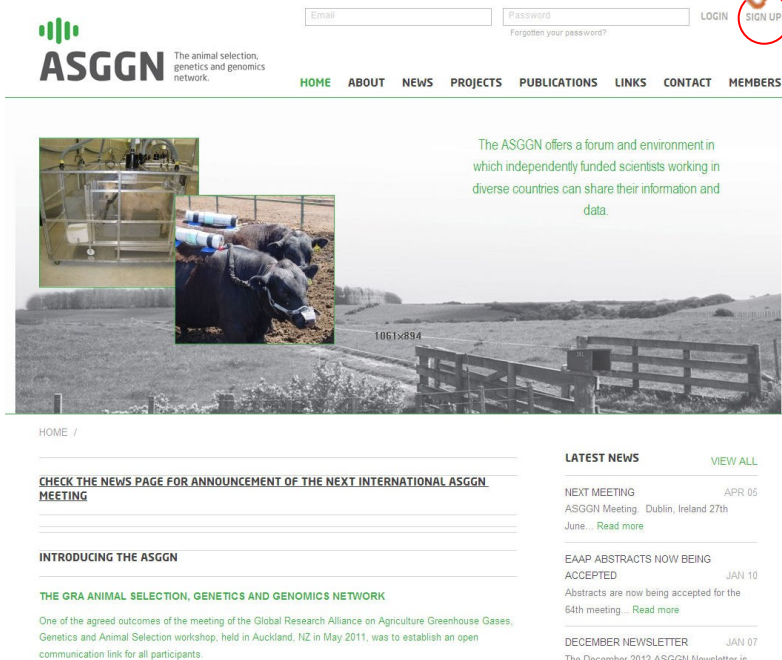 Email
Password
LOGIN
SIGN UP
Forgotten your password?
ASGGN
The animal selection,
genetics and genomics
network.
HOME ABOUT NEWS PROJECTS PUBLICATIONS LINKS CONTACT MEMBERS
The ASGGN offers a forum and environment in
which independently funded scientists working in
diverse countries can share their information and
data.
1061×894
HOME /
CHECK THE NEWS PAGE FOR ANNOUNCEMENT OF THE NEXT INTERNATIONAL ASGGN
MEETING
INTRODUCING THE ASGGN
THE GRA ANIMAL SELECTION, GENETICS AND GENOMICS NETWORK
One of the agreed outcomes of the meeting of the Global Research Alliance on Agriculture Greenhouse Gases,
Genetics and Animal Selection workshop, held in Auckland, NZ in May 2011, was to establish an open
communication link for all participants.
LATEST NEWS VIEW ALL
NEXT MEETING APR 05
ASGGN Meeting. Dublin, Ireland 27th
June... Read more
EAAP ABSTRACTS NOW BEING
ACCEPTED JAN 10
Abstracts are now being accepted for the
64th meeting... Read more
DECEMBER NEWSLETTER JAN 07
The December 2012 ASGGN Newsletter is